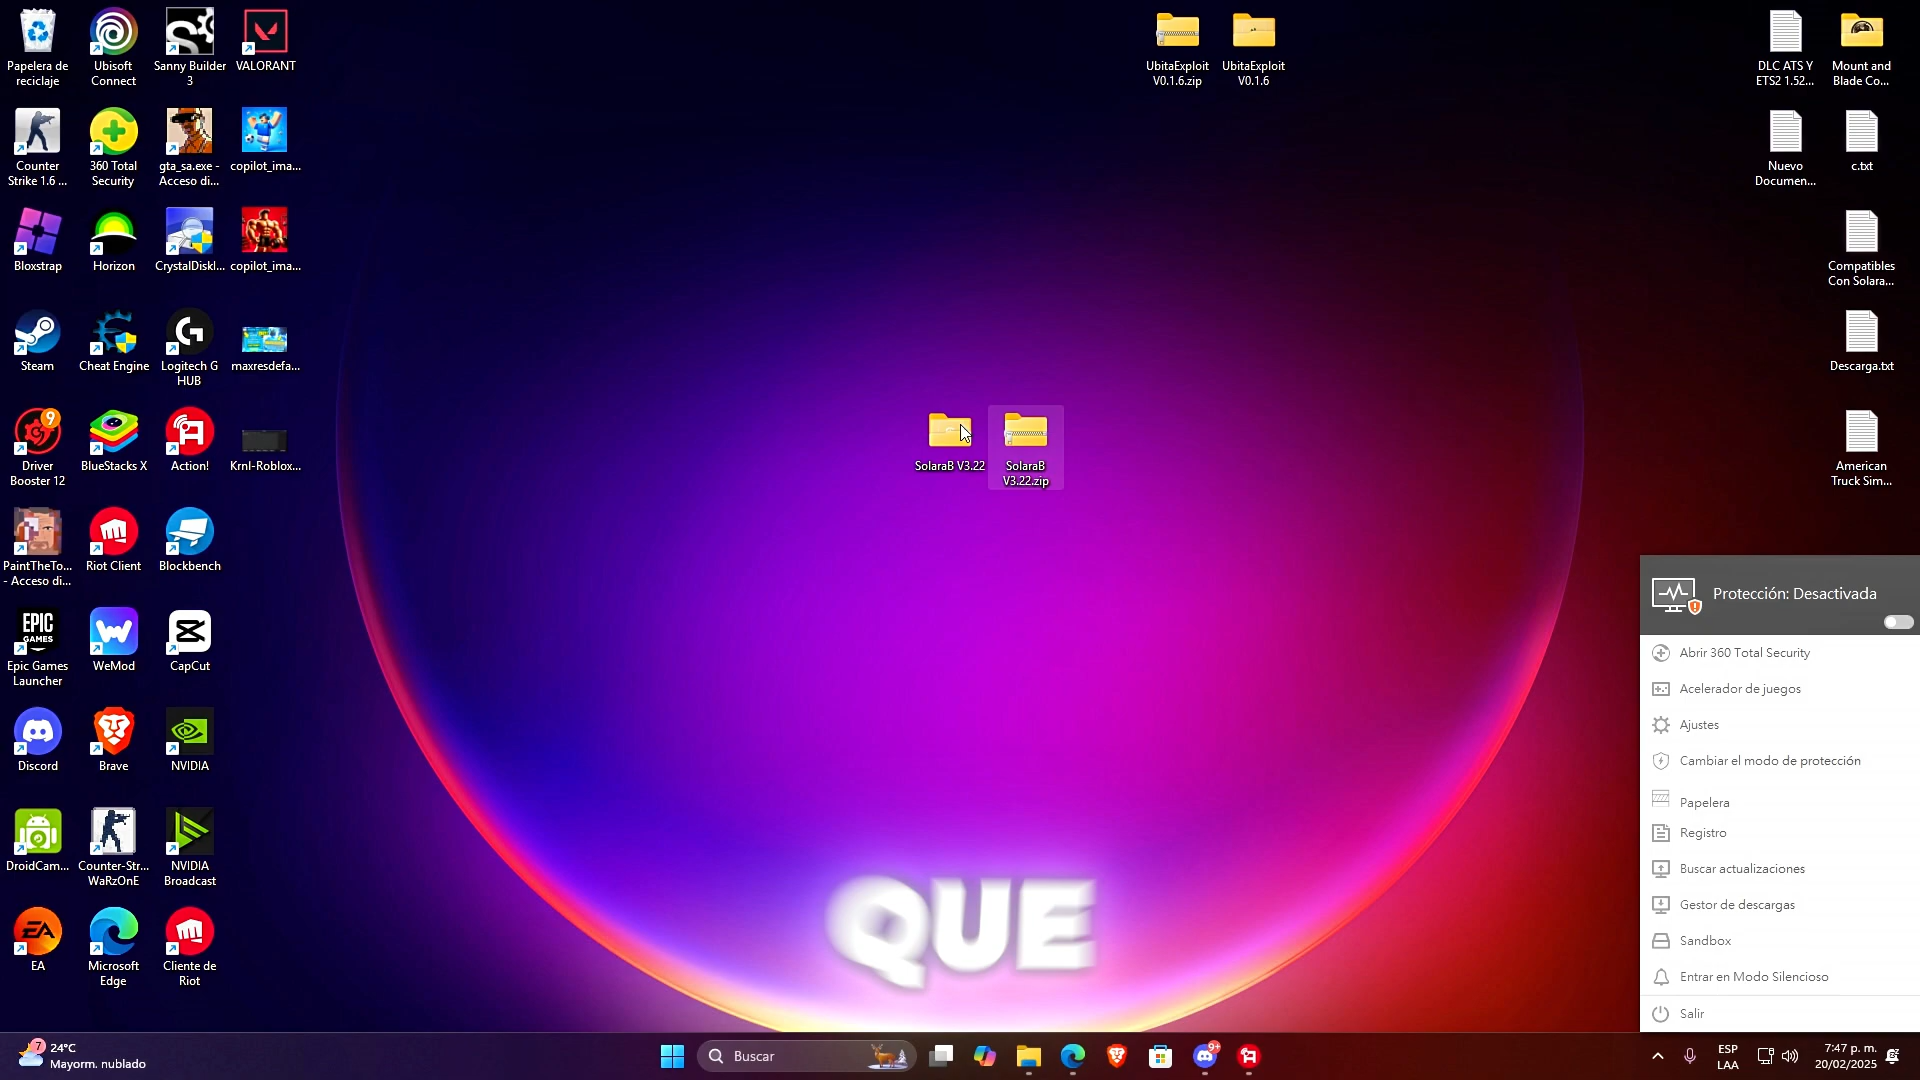 Papelera de
reciclaje
Ubisoft
Connect
Sanny Builder
3
VALORANT
UbitaExploit
V0.1.6.zip
UbitaExploit
V0.1.6
DLC ATS Y
ETS2 1.52...
Mount and
Blade Co...
Counter
Strike 1.6 ...
360 Total
Security
gta_sa.exe -
Acceso di...
copilot_ima...
Nuevo
Documen...
c.txt
Bloxstrap
Horizon
CrystalDiskI...
copilot_ima...
Compatibles
Con Solara...
Steam
Cheat Engine
Logitech G
HUB
maxresdefa...
Descarga.txt
9
Driver
Booster 12
BlueStacks X
Action!
Krnl-Roblox...
SolaraB V3.22
SolaraB
V3.22.zip
American
Truck Sim...
PaintTheTo...
- Acceso di...
Riot Client
Blockbench
EPIC
GAMES
Epic Games
Launcher
WeMod
CapCut
Discord
Brave
NVIDIA
DroidCam...
Counter-Str...
WaRzOnE
NVIDIA
Broadcast
EA
EA
Microsoft
Edge
Cliente de
Riot
Protección: Desactivada
Abrir 360 Total Security
Acelerador de juegos
Ajustes
Cambiar el modo de protección
Papelera
Registro
Buscar actualizaciones
Gestor de descargas
Sandbox
Entrar en Modo Silencioso
Salir
QUE
7
24°C
Mayorm. nublado
Buscar
9+
ESP
LAA
7:47 p. m.
20/02/2025